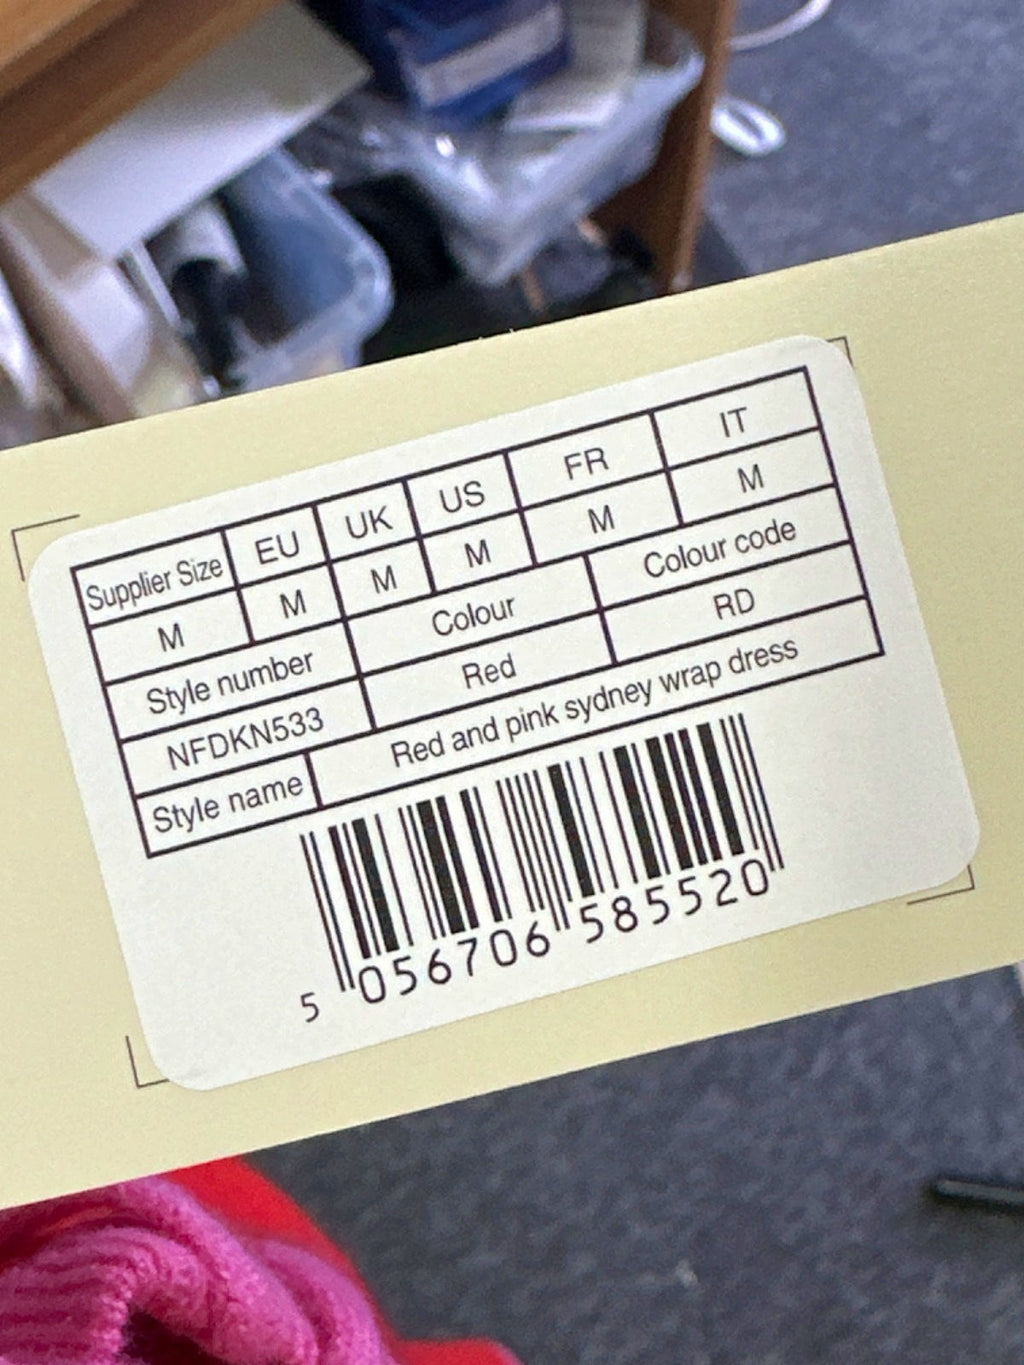 Supplier Size EU UK US FR IT
M M M M M M
Style number Colour Colour code
NFDKN533 Red RD
Style name Red and pink sydney wrap dress
5 056706 585520